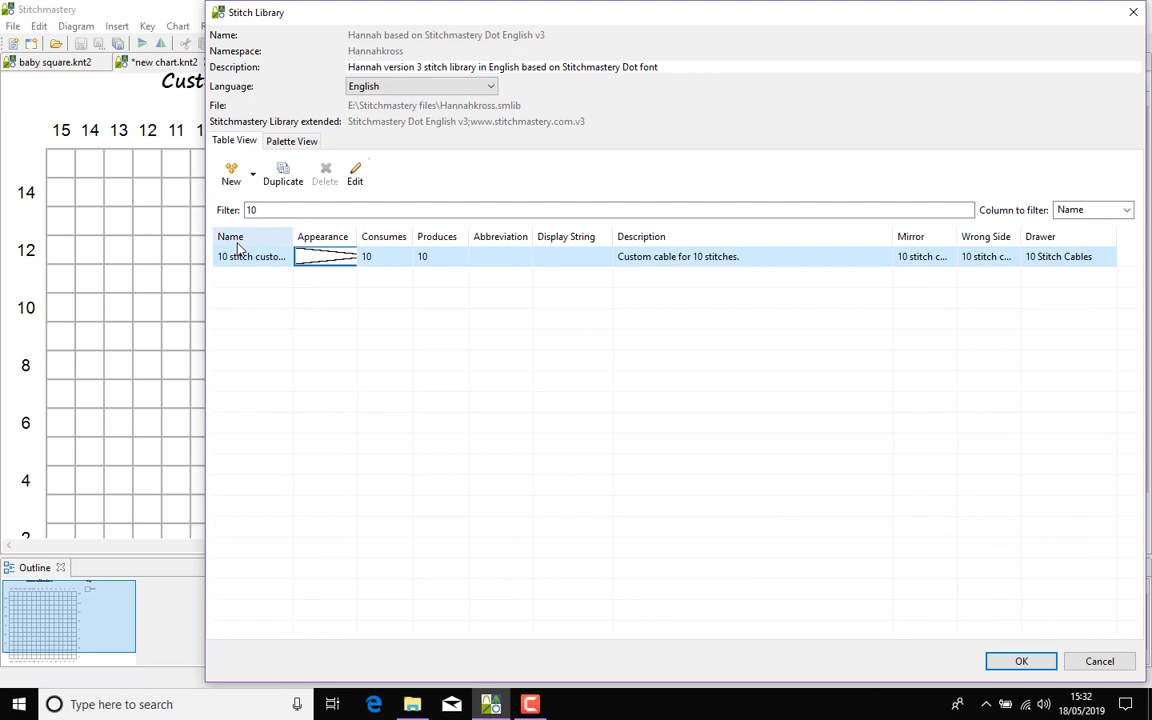 Stitchmastery
File Edit Diagram Insert Key Chart
baby square.knt2 *new chart.knt2
15 14 13 12 11
14
12
10
8
6
4
2
Outline
Stitch Library
Name: Hannah based on Stitchmastery Dot English v3
Namespace: Hannahkross
Description: Hannah version 3 stitch library in English based on Stitchmastery Dot font
Language: English
File: E:\Stitchmastery files\Hannahkross.smlib
Stitchmastery Library extended: Stitchmastery Dot English v3;www.stitchmastery.com.v3
Table View Palette View
New Duplicate Delete Edit
Filter: 10 Column to filter: Name
Name Appearance Consumes Produces Abbreviation Display String Description Mirror Wrong Side Drawer
10 stitch custo... 10 10 Custom cable for 10 stitches. 10 stitch c... 10 stitch c... 10 Stitch Cables
OK Cancel
Type here to search
15:32
18/05/2019